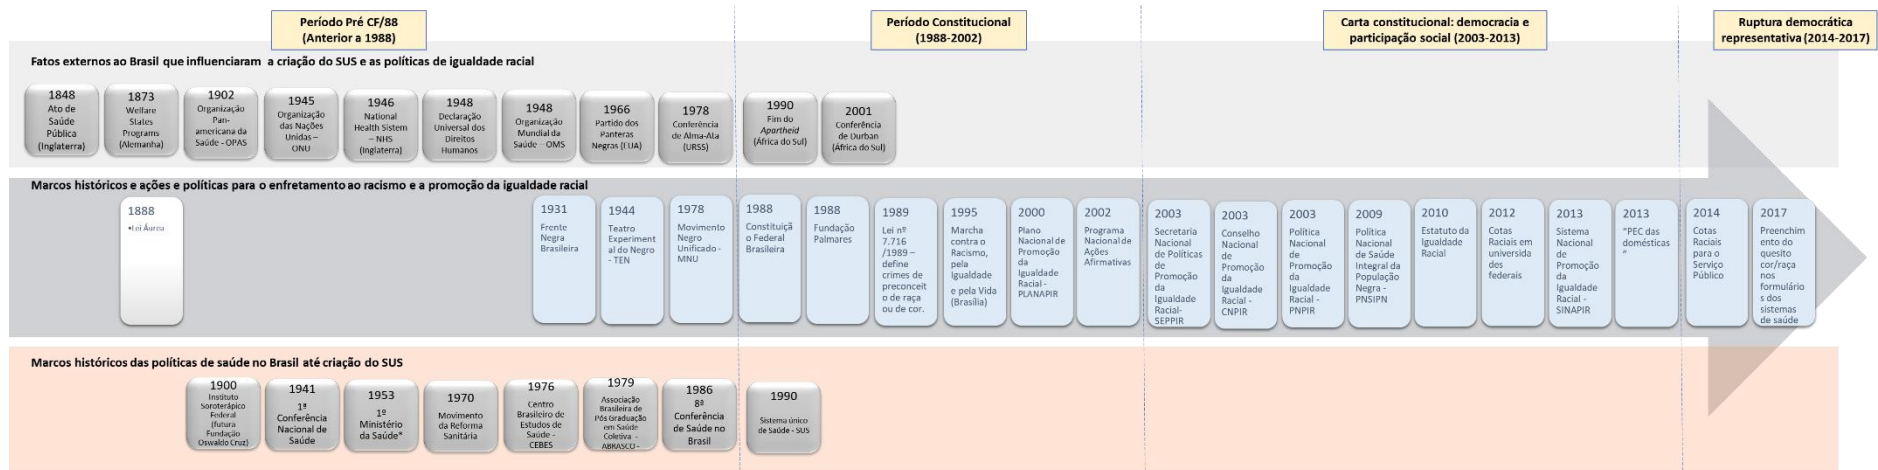 Período Pré CF/88
(Anterior a 1988)
Período Constitucional
(1988-2002)
Carta constitucional: democracia e
participação social (2003-2013)
Ruptura democrática
representativa (2014-2017)
Fatos externos ao Brasil que influenciaram a criação do SUS e as políticas de igualdade racial
1848
Ato de
Saúde
Pública
(Inglaterra)
1873
Welfare
States
Programs
(Alemanha)
1902
Organização
Pan-
americana da
Saúde - OPAS
1945
Organização
das Nações
Unidas –
ONU
1946
National
Health Sistem
– NHS
(Inglaterra)
1948
Declaração
Universal dos
Direitos
Humanos
1948
Organização
Mundial da
Saúde – OMS
1966
Partido dos
Panteras
Negras (EUA)
1978
Conferência
de Alma-Ata
(URSS)
1990
Fim do
Apartheid
(África do Sul)
2001
Conferência
de Durban
(África do Sul)
Marcos históricos e ações e políticas para o enfretamento ao racismo e a promoção da igualdade racial
1888
•Lei Áurea
1931
Frente
Negra
Brasileira
1944
Teatro
Experiment
al do Negro
- TEN
1978
Movimento
Negro
Unificado -
MNU
1988
Constituiçã
o Federal
Brasileira
1988
Fundação
Palmares
1989
Lei nº
7.716
/1989 –
define
crimes de
preconceit
o de raça
ou de cor.
1995
Marcha
contra o
Racismo,
pela
Igualdade
e pela Vida
(Brasília)
2000
Plano
Nacional de
Promoção
da
Igualdade
Racial -
PLANAPIR
2002
Programa
Nacional de
Ações
Afirmativas
2003
Secretaria
Nacional de
Políticas
de
Promoção
da
Igualdade
Racial-
SEPPIR
2003
Conselho
Nacional
de
Promoção
da
Igualdade
Racial -
CNPIR
2003
Política
Nacional
de
Promoção
da
Igualdade
Racial -
PNPIR
2009
Política
Nacional
de Saúde
Integral da
População
Negra -
PNSIPN
2010
Estatuto da
Igualdade
Racial
2012
Cotas
Raciais em
universida
des
federais
2013
Sistema
Nacional
de
Promoção
da
Igualdade
Racial -
SINAPIR
2013
"PEC das
domésticas
"
2014
Cotas
Raciais
para o
Serviço
Público
2017
Preenchim
ento do
quesito
cor/raça
nos
formulário
s dos
sistemas
de saúde
Marcos históricos das políticas de saúde no Brasil até criação do SUS
1900
Instituto
Soroterápico
Federal
(futura
Fundação
Oswaldo Cruz)
1941
1ª
Conferência
Nacional de
Saúde
1953
1º
Ministério
da Saúde*
1970
Movimento
da Reforma
Sanitária
1976
Centro
Brasileiro de
Estudos de
Saúde -
CEBES
1979
Associação
Brasileira de
Pós Graduação
em Saúde
Coletiva -
ABRASCO -
1986
8ª
Conferência
de Saúde no
Brasil
1990
Sistema único
de Saúde - SUS